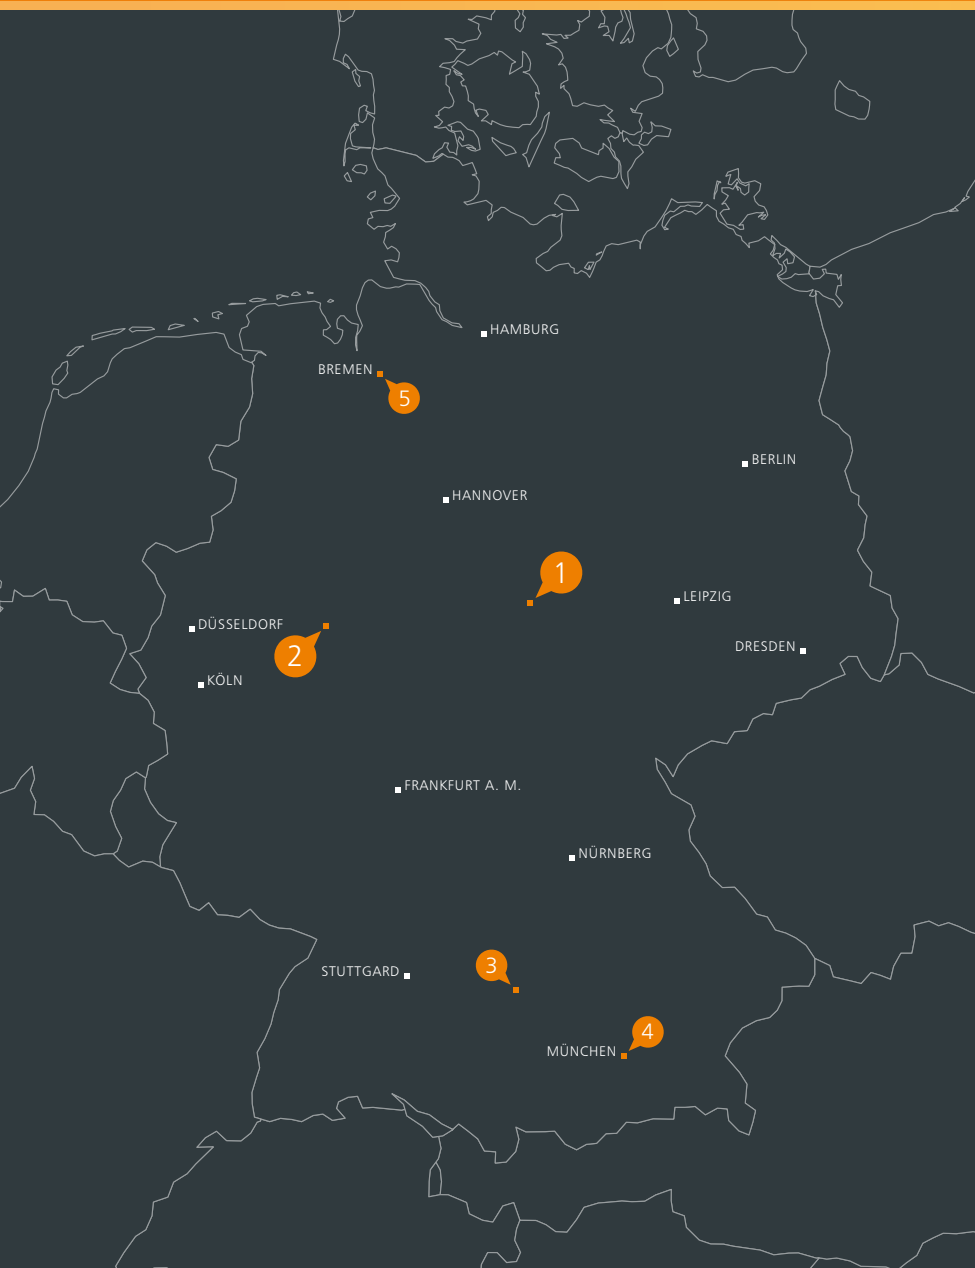 HAMBURG
BREMEN
5
BERLIN
HANNOVER
1
LEIPZIG
DÜSSELDORF
2
DRESDEN
KÖLN
FRANKFURT A. M.
NÜRNBERG
3
STUTTGARD
4
MÜNCHEN